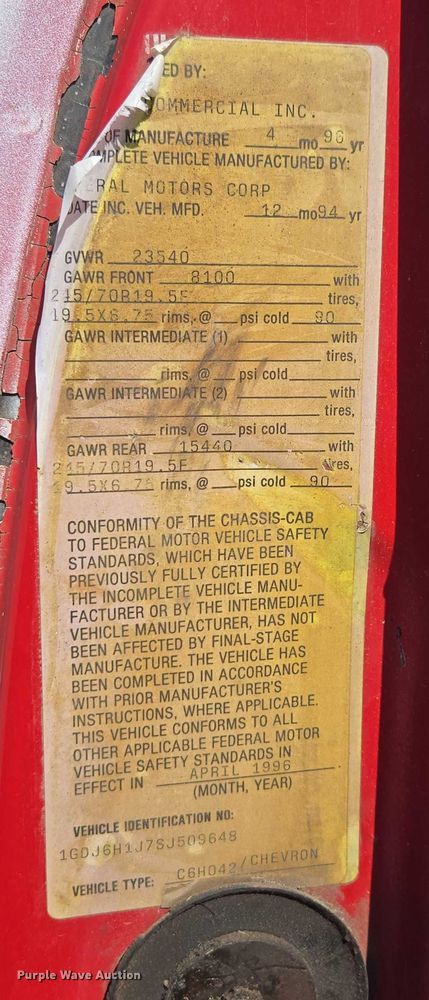 ED BY:
OMMERCIAL INC.
OF MANUFACTURE 4 mo 96 yr
MPLETE VEHICLE MANUFACTURED BY:
ERAL MOTORS CORP
DATE INC. VEH. MFD. 12 mo 94 yr
GVWR 23540
GAWR FRONT 8100 with
245/70R19.5F tires,
19.5X6.75 rims, @ psi cold 90
GAWR INTERMEDIATE (1) with
tires,
rims, @ psi cold
GAWR INTERMEDIATE (2) with
tires,
rims, @ psi cold
GAWR REAR 15440 with
245/70R19.5F tires,
19.5X6.75 rims, @ psi cold 90
CONFORMITY OF THE CHASSIS-CAB
TO FEDERAL MOTOR VEHICLE SAFETY
STANDARDS, WHICH HAVE BEEN
PREVIOUSLY FULLY CERTIFIED BY
THE INCOMPLETE VEHICLE MANU-
FACTURER OR BY THE INTERMEDIATE
VEHICLE MANUFACTURER, HAS NOT
BEEN AFFECTED BY FINAL-STAGE
MANUFACTURE. THE VEHICLE HAS
BEEN COMPLETED IN ACCORDANCE
WITH PRIOR MANUFACTURER'S
INSTRUCTIONS, WHERE APPLICABLE.
THIS VEHICLE CONFORMS TO ALL
OTHER APPLICABLE FEDERAL MOTOR
VEHICLE SAFETY STANDARDS IN
EFFECT IN APRIL 1996
(MONTH, YEAR)
VEHICLE IDENTIFICATION NO:
1GDJ6H1J7SJ509648
VEHICLE TYPE: C6H042/CHEVRON
Purple Wave Auction